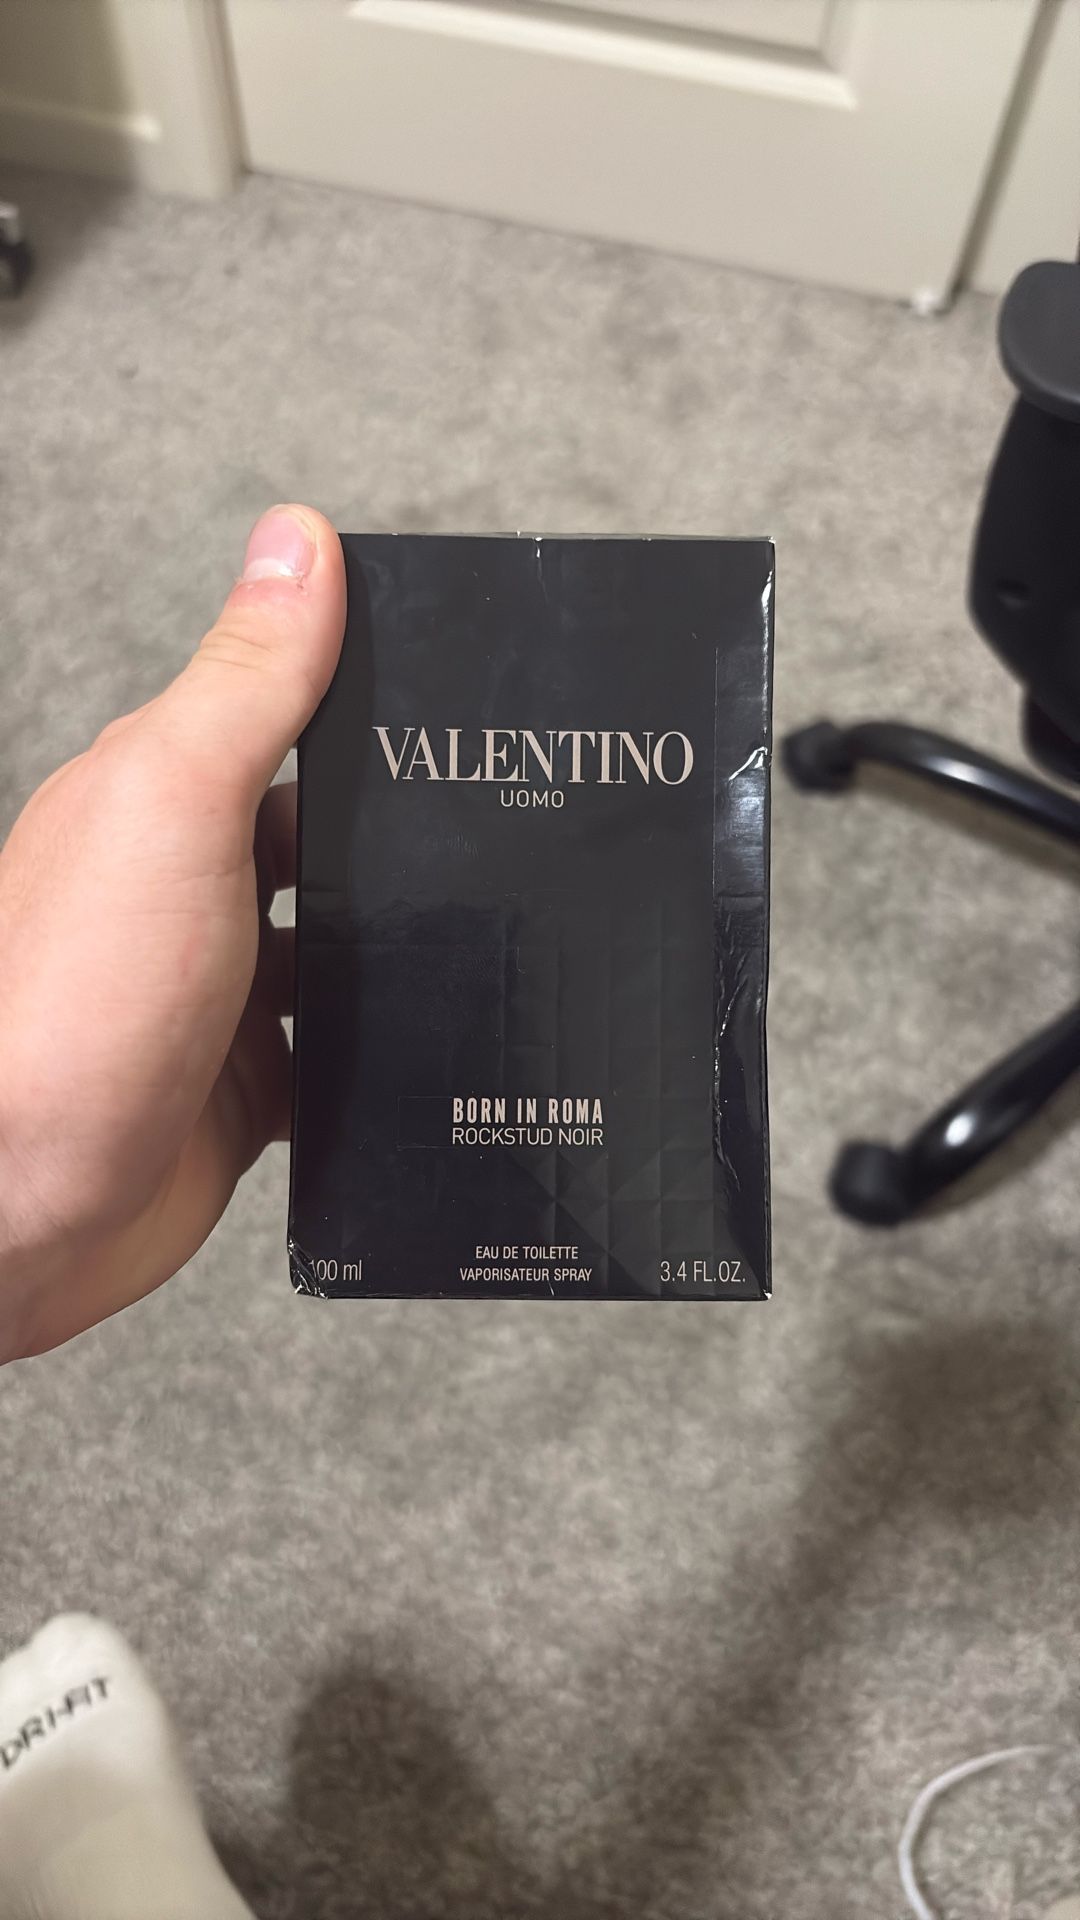 VALENTINO
UOMO
BORN IN ROMA
ROCKSTUD NOIR
EAU DE TOILETTE
100 ml VAPORISATEUR SPRAY 3.4 FL.OZ.
DRI-FIT